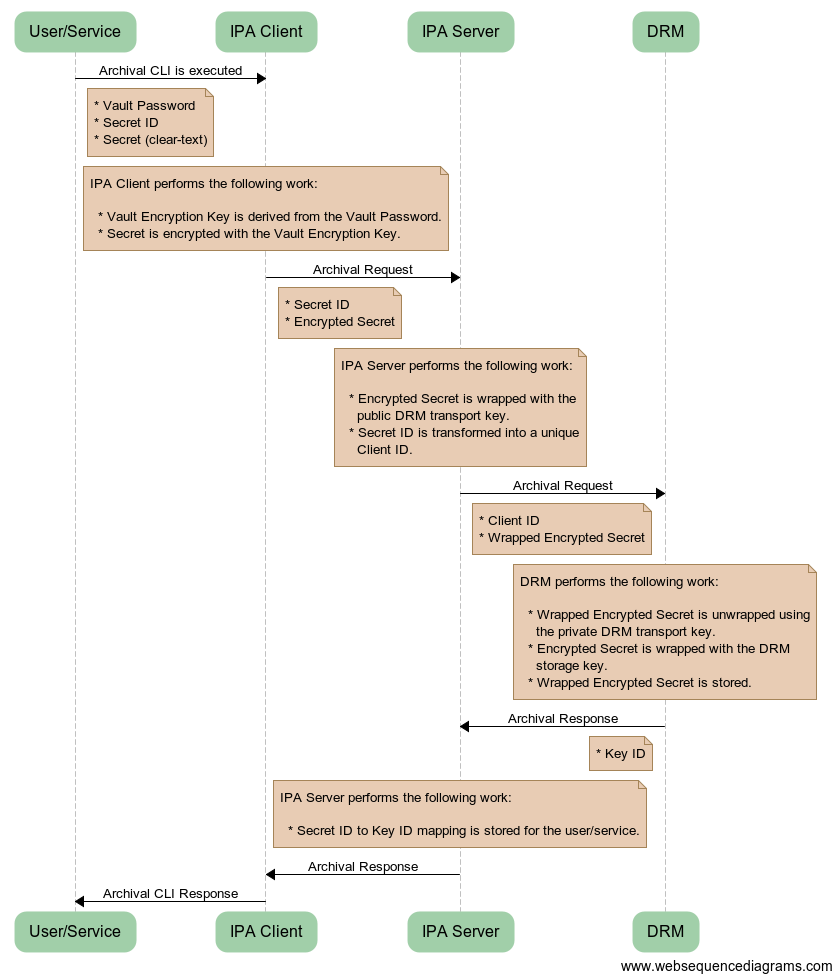 User/Service
IPA Client
IPA Server
DRM
Archival CLI is executed
* Vault Password
* Secret ID
* Secret (clear-text)
IPA Client performs the following work:
* Vault Encryption Key is derived from the Vault Password.
* Secret is encrypted with the Vault Encryption Key.
Archival Request
* Secret ID
* Encrypted Secret
IPA Server performs the following work:
* Encrypted Secret is wrapped with the
public DRM transport key.
* Secret ID is transformed into a unique
Client ID.
Archival Request
* Client ID
* Wrapped Encrypted Secret
DRM performs the following work:
* Wrapped Encrypted Secret is unwrapped using
the private DRM transport key.
* Encrypted Secret is wrapped with the DRM
storage key.
* Wrapped Encrypted Secret is stored.
Archival Response
* Key ID
IPA Server performs the following work:
* Secret ID to Key ID mapping is stored for the user/service.
Archival Response
Archival CLI Response
User/Service
IPA Client
IPA Server
DRM
www.websequencediagrams.com